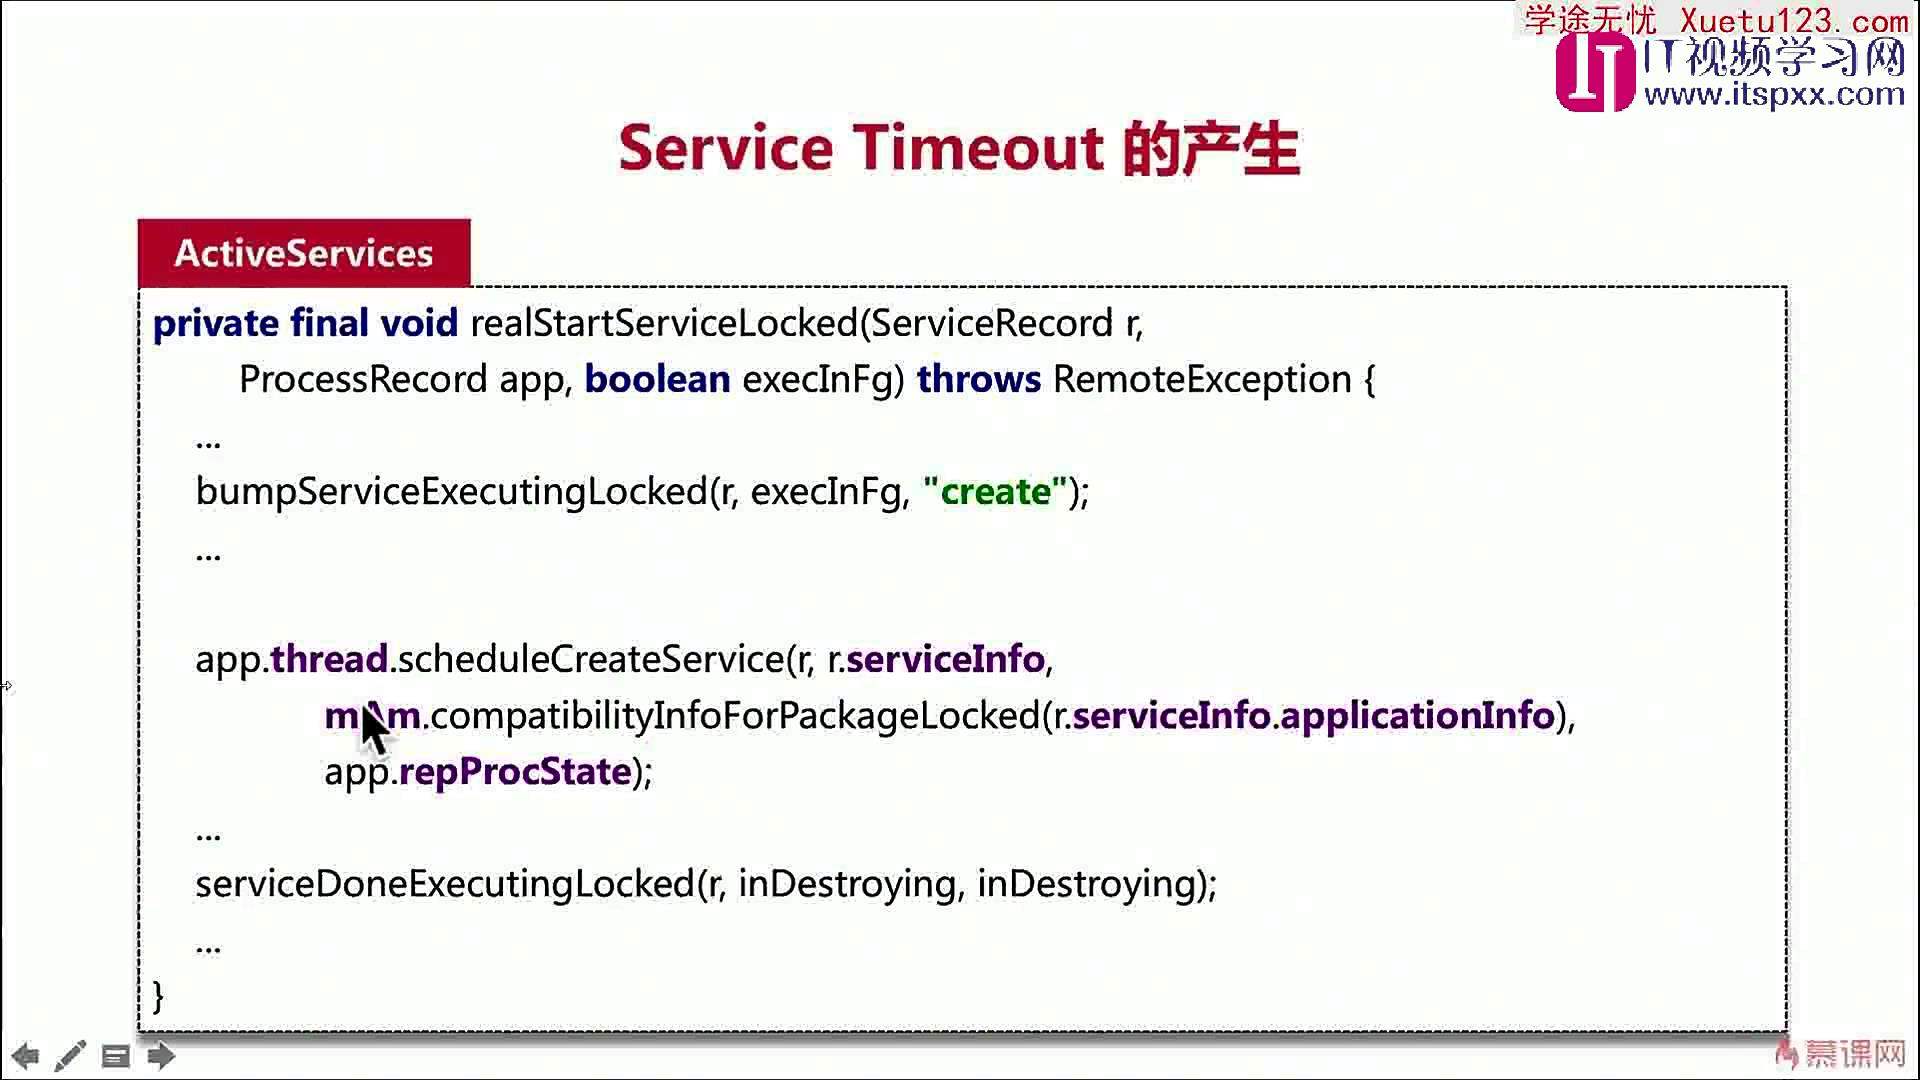 学途无忧 Xuetu123.com
IT视频学习网
www.itspxx.com
Service Timeout 的产生
ActiveServices
private final void realStartServiceLocked(ServiceRecord r,
ProcessRecord app, boolean execInFg) throws RemoteException {
...
bumpServiceExecutingLocked(r, execInFg, "create");
...
app.thread.scheduleCreateService(r, r.serviceInfo,
mAm.compatibilityInfoForPackageLocked(r.serviceInfo.applicationInfo),
app.repProcState);
...
serviceDoneExecutingLocked(r, inDestroying, inDestroying);
...
}
慕课网